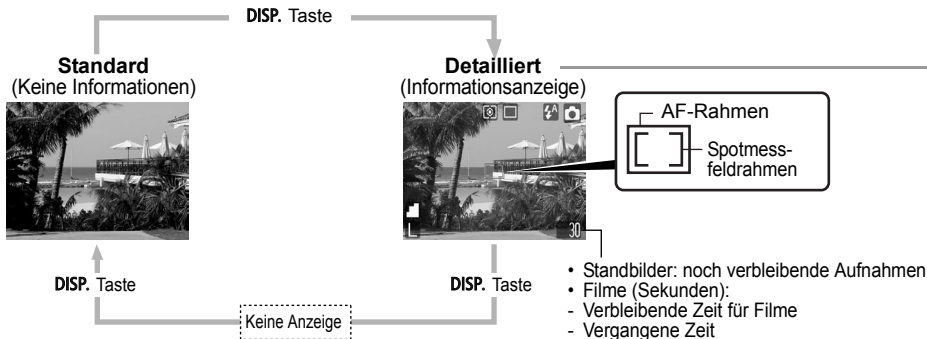 DISP. Taste
Standard
(Keine Informationen)
Detailliert
(Informationsanzeige)
AF-Rahmen
Spotmess-
feldrahmen
L
30
DISP. Taste
DISP. Taste
Keine Anzeige
• Standbilder: noch verbleibende Aufnahmen
• Filme (Sekunden):
- Verbleibende Zeit für Filme
- Vergangene Zeit